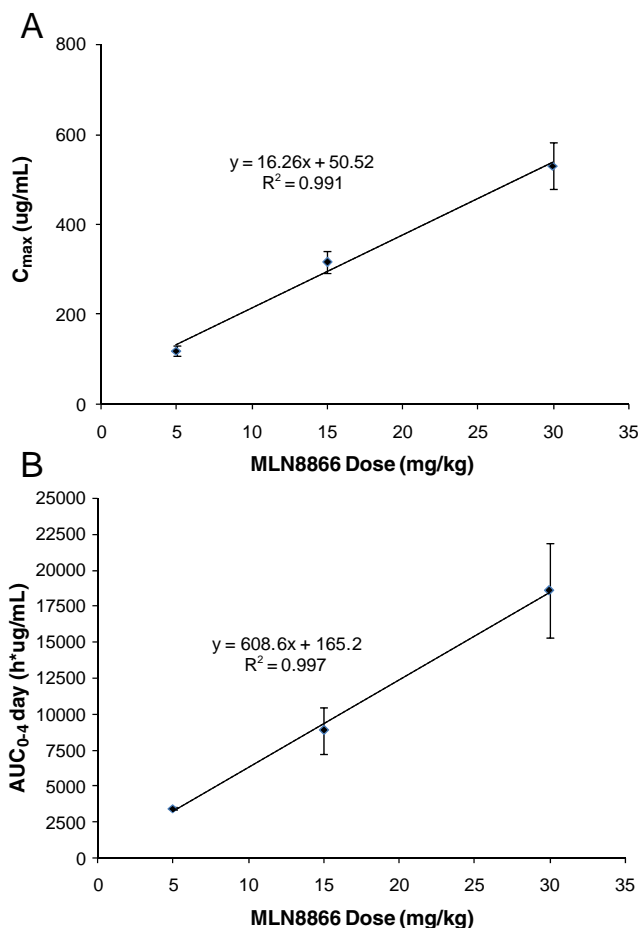 A
800
600
400
200
0
C_max (ug/mL)
y = 16.26x + 50.52
R² = 0.991
0 5 10 15 20 25 30 35
MLN8866 Dose (mg/kg)
B
25000
22500
20000
17500
15000
12500
10000
7500
5000
2500
0
AUC₀₋₄ day (h*ug/mL)
y = 608.6x + 165.2
R² = 0.997
0 5 10 15 20 25 30 35
MLN8866 Dose (mg/kg)